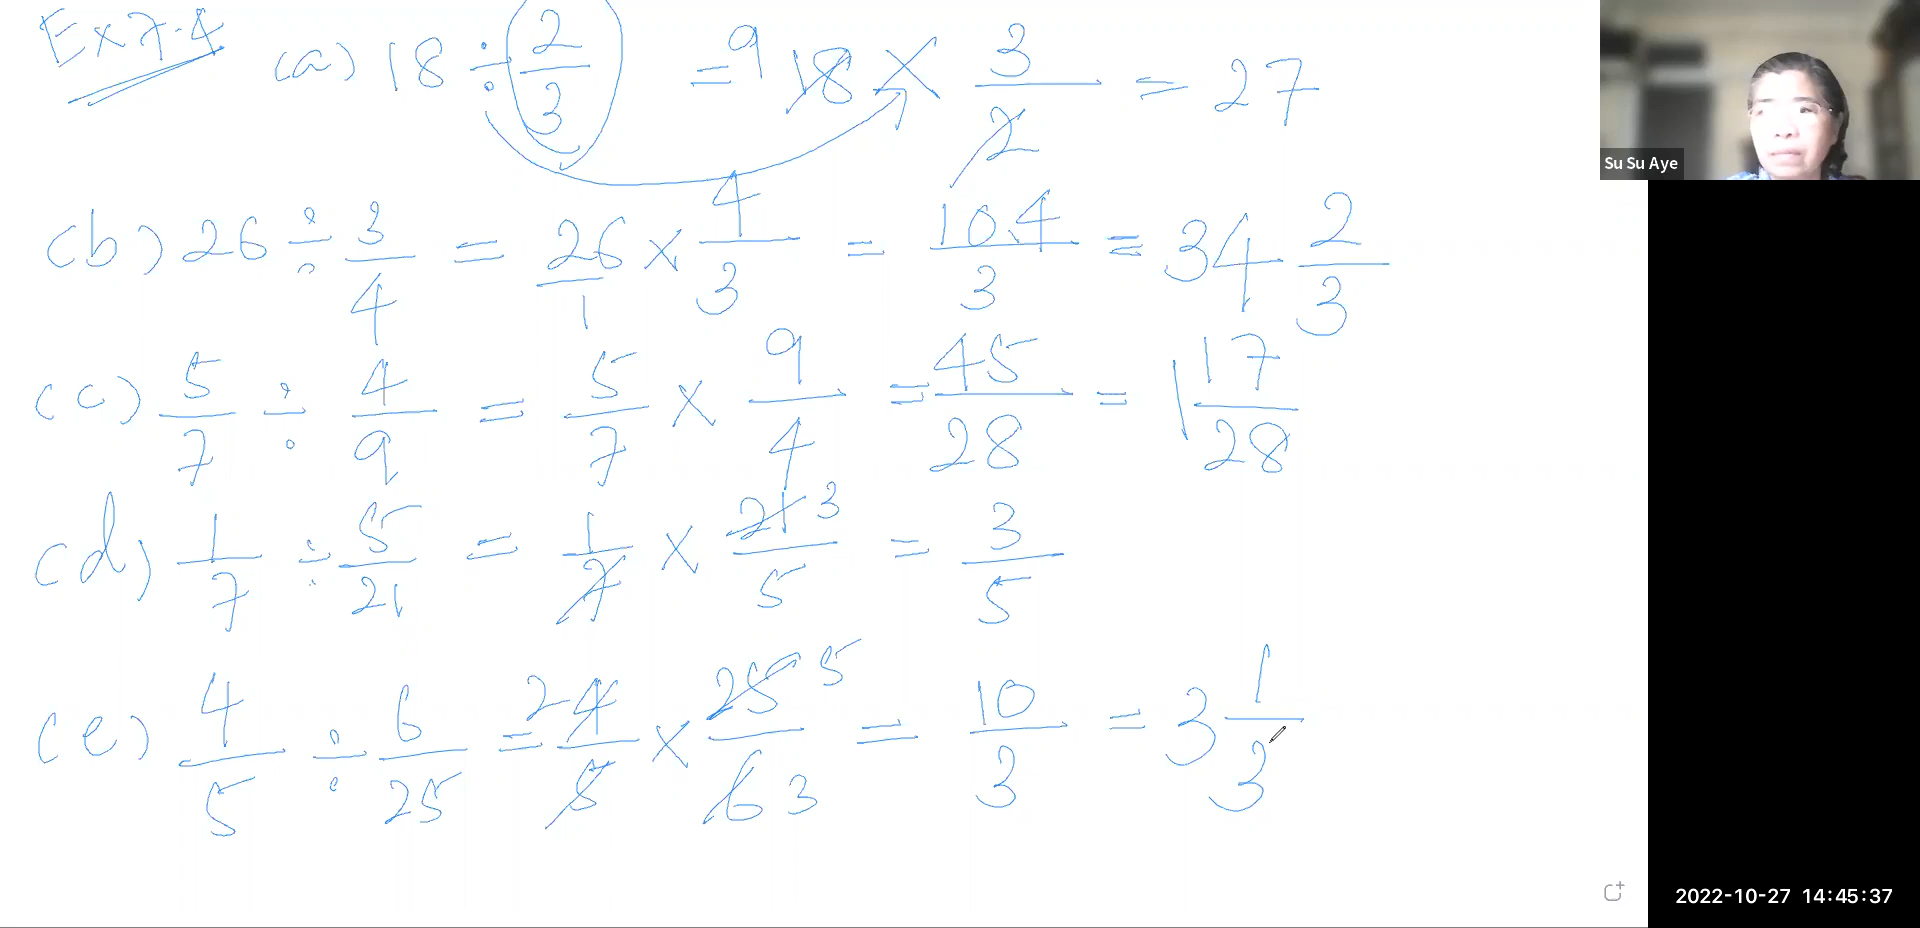 Ex 7.4
(a) 18 ÷ 2/3 = 9 18 × 3/2 = 27
(b) 26 ÷ 3/4 = 26/1 × 4/3 = 104/3 = 34 2/3
(c) 5/7 ÷ 4/9 = 5/7 × 9/4 = 45/28 = 1 17/28
(d) 1/7 ÷ 5/21 = 1/7 × 21 3/5 = 3/5
(e) 4/5 ÷ 6/25 = 2 4/5 × 25 5/6 3 = 10/3 = 3 1/3
Su Su Aye
2022-10-27 14:45:37